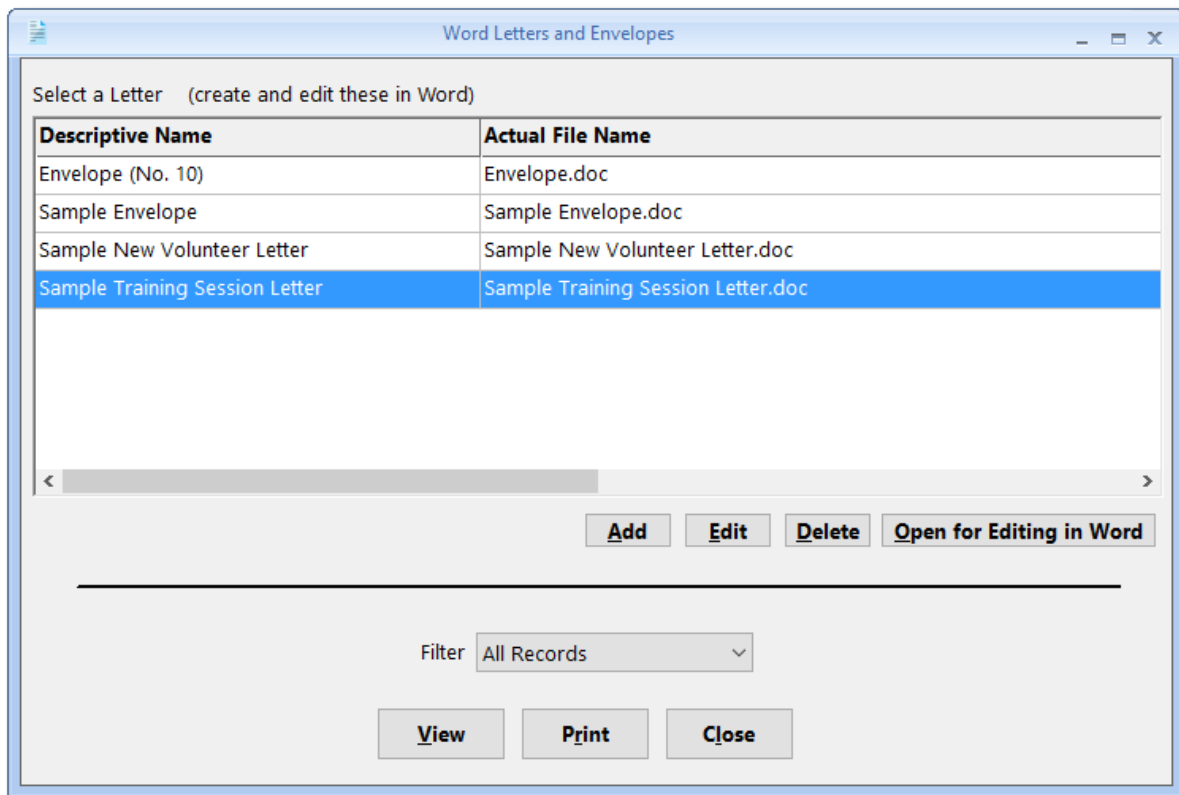 Word Letters and Envelopes
Select a Letter (create and edit these in Word)
Descriptive Name Actual File Name
Envelope (No. 10) Envelope.doc
Sample Envelope Sample Envelope.doc
Sample New Volunteer Letter Sample New Volunteer Letter.doc
Sample Training Session Letter Sample Training Session Letter.doc
Add Edit Delete Open for Editing in Word
Filter All Records
View Print Close